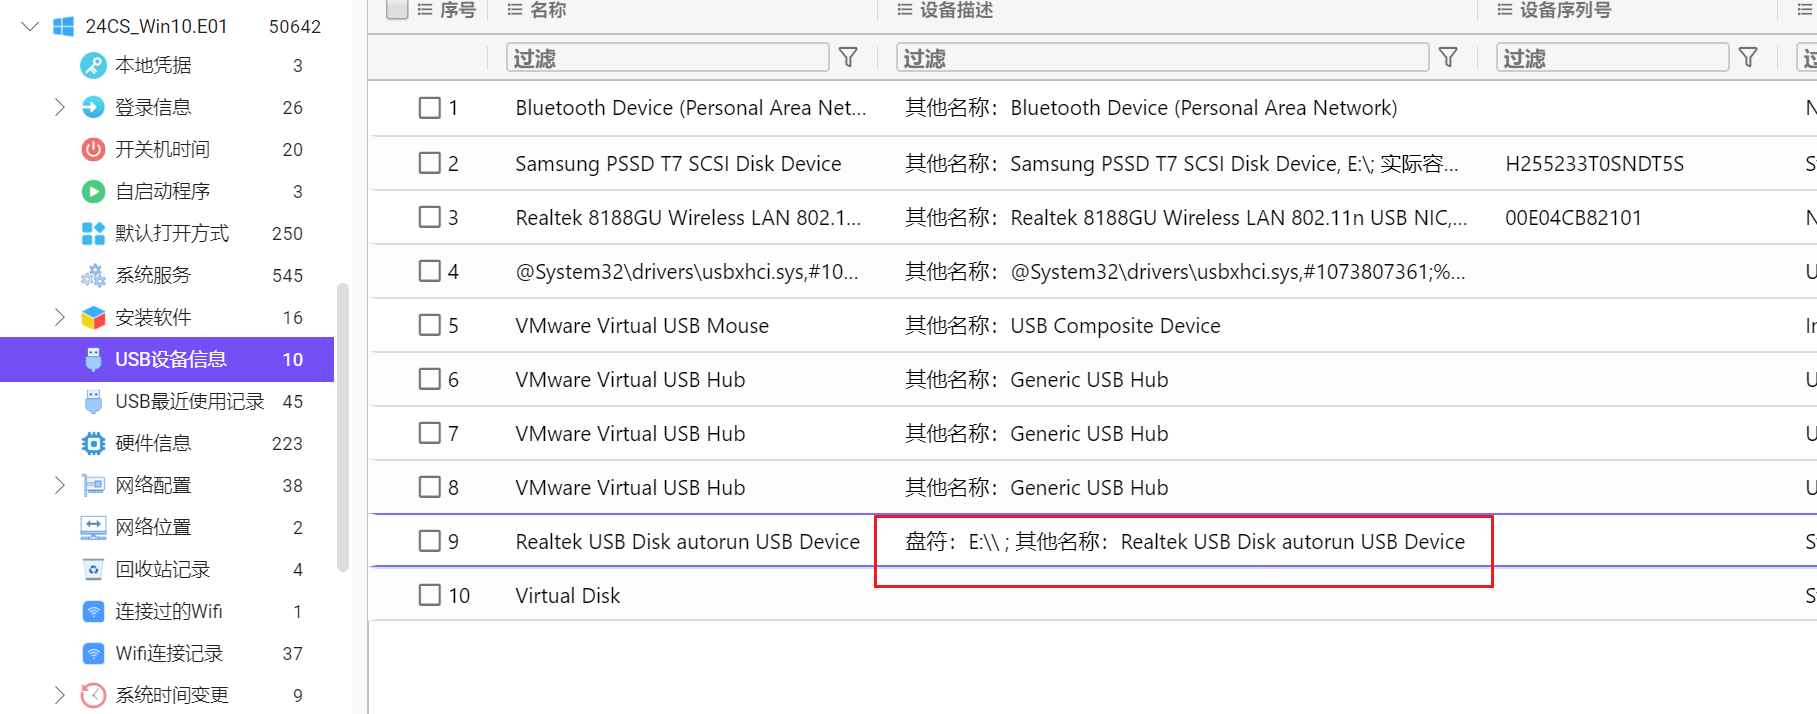 24CS_Win10.E01 50642
本地凭据 3
登录信息 26
开关机时间 20
自启动程序 3
默认打开方式 250
系统服务 545
安装软件 16
USB设备信息 10
USB最近使用记录 45
硬件信息 223
网络配置 38
网络位置 2
回收站记录 4
连接过的Wifi 1
Wifi连接记录 37
系统时间变更 9
序号 名称 设备描述 设备序列号
过滤 过滤 过滤
1 Bluetooth Device (Personal Area Net... 其他名称：Bluetooth Device (Personal Area Network)
2 Samsung PSSD T7 SCSI Disk Device 其他名称：Samsung PSSD T7 SCSI Disk Device, E:\; 实际容... H255233T0SNDT5S
3 Realtek 8188GU Wireless LAN 802.1... 其他名称：Realtek 8188GU Wireless LAN 802.11n USB NIC,... 00E04CB82101
4 @System32\drivers\usbxhci.sys,#10... 其他名称：@System32\drivers\usbxhci.sys,#1073807361;%...
5 VMware Virtual USB Mouse 其他名称：USB Composite Device
6 VMware Virtual USB Hub 其他名称：Generic USB Hub
7 VMware Virtual USB Hub 其他名称：Generic USB Hub
8 VMware Virtual USB Hub 其他名称：Generic USB Hub
9 Realtek USB Disk autorun USB Device 盘符：E:\\ ; 其他名称：Realtek USB Disk autorun USB Device
10 Virtual Disk